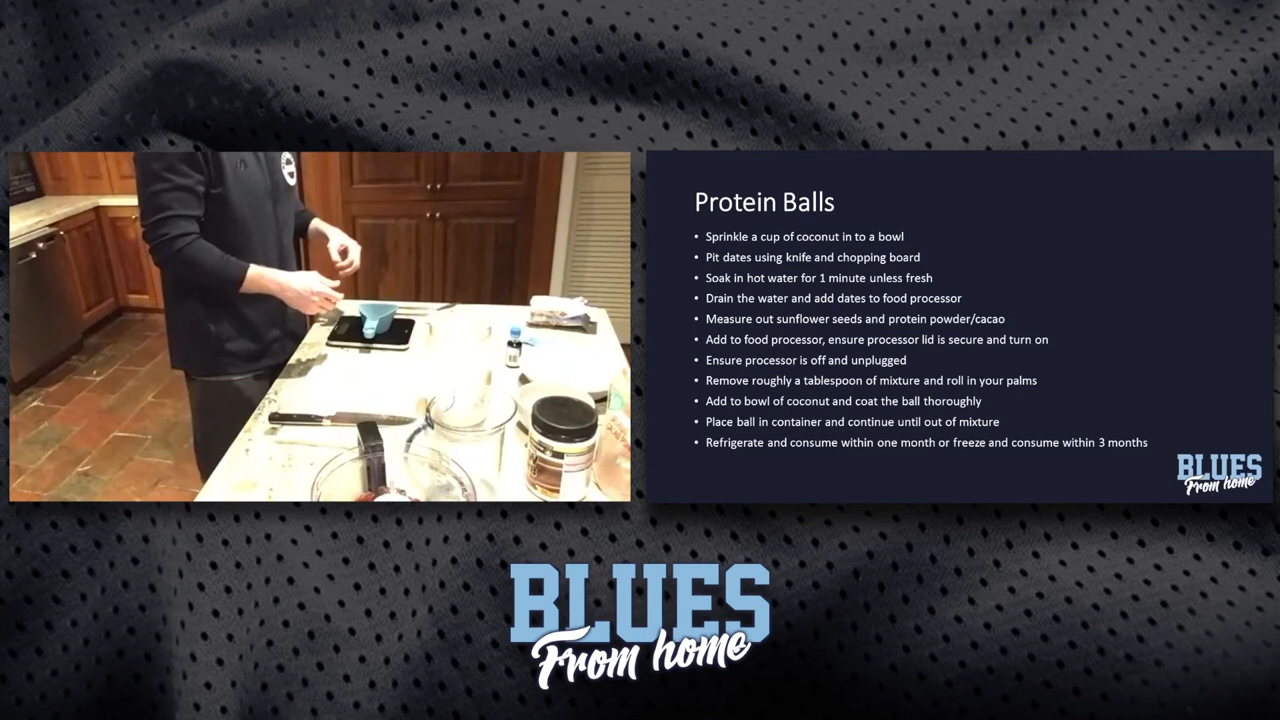 Protein Balls
• Sprinkle a cup of coconut in to a bowl
• Pit dates using knife and chopping board
• Soak in hot water for 1 minute unless fresh
• Drain the water and add dates to food processor
• Measure out sunflower seeds and protein powder/cacao
• Add to food processor, ensure processor lid is secure and turn on
• Ensure processor is off and unplugged
• Remove roughly a tablespoon of mixture and roll in your palms
• Add to bowl of coconut and coat the ball thoroughly
• Place ball in container and continue until out of mixture
• Refrigerate and consume within one month or freeze and consume within 3 months
BLUES
From home
BLUES
From home